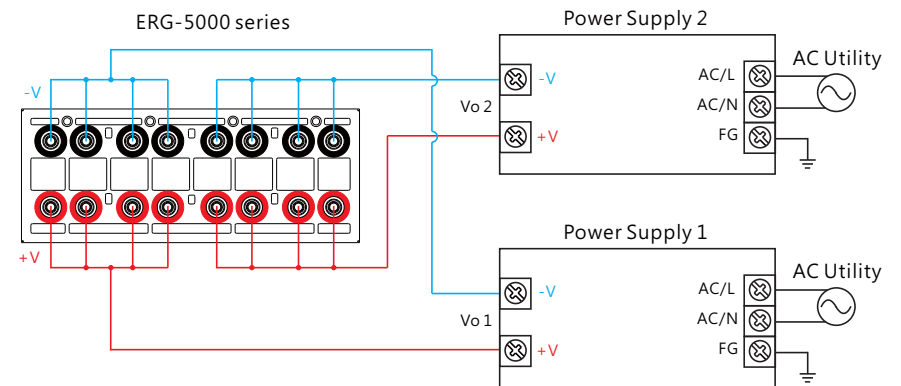 ERG-5000 series
Power Supply 2
AC Utility
-V
-V
AC/L
Vo 2
AC/N
+V
FG
+V
Power Supply 1
AC Utility
-V
AC/L
Vo 1
AC/N
+V
FG